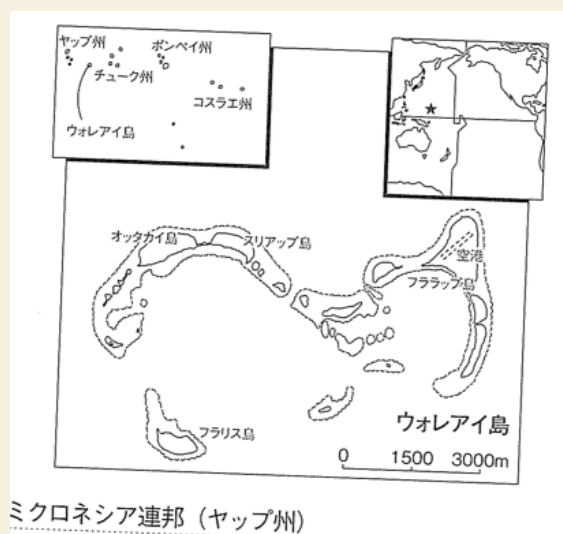 ヤップ州
ポンペイ州
チューク州
コスラエ州
ウォレアイ島
オッタガイ島
スリアップ島
空港
フララップ島
フラリス島
ウォレアイ島
0 1500 3000m
ミクロネシア連邦（ヤップ州）